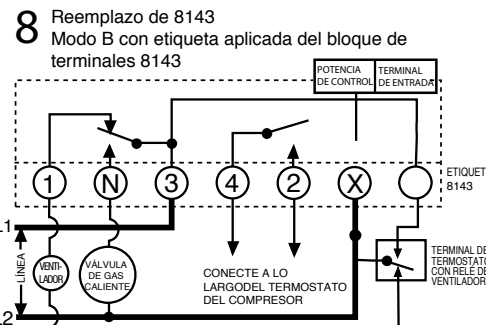 8 Reemplazo de 8143
Modo B con etiqueta aplicada del bloque de
terminales 8143
POTENCIA
DE CONTROL
TERMINAL
DE ENTRADA
1 N 3 4 2 X
ETIQUET
8143
L1
LÍNEA
VENTI-
LADOR
VÁLVULA
DE GAS
CALIENTE
CONECTE A LO
LARGODEL TERMOSTATO
DEL COMPRESOR
TERMINAL DE
TERMOSTATO
CON RELÉ DE
VENTILADOR
L2